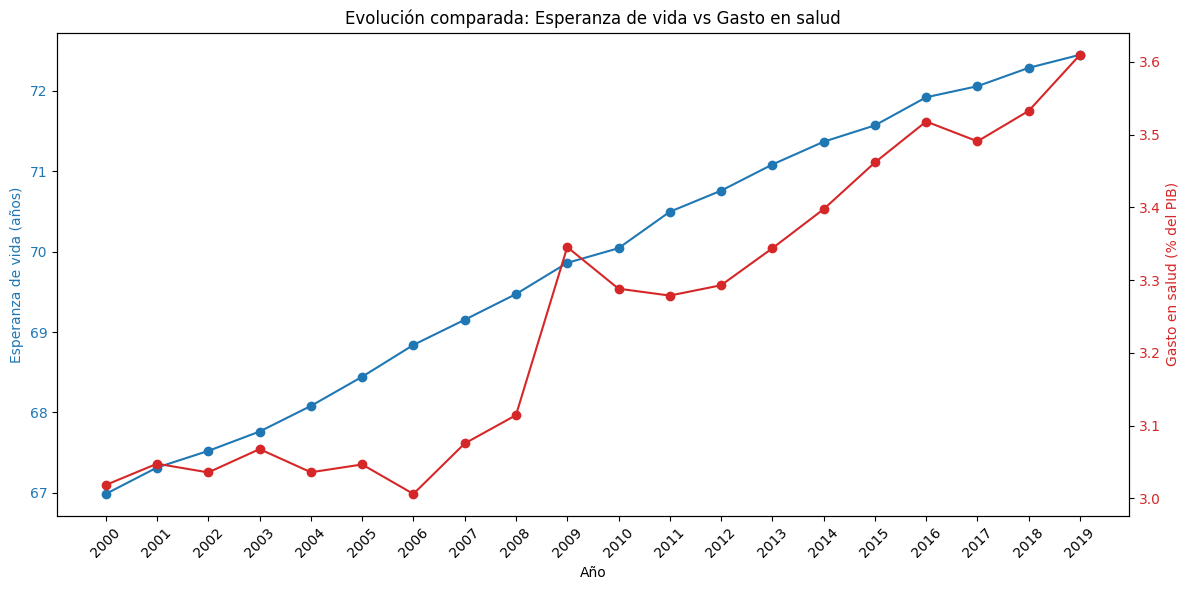 Evolución comparada: Esperanza de vida vs Gasto en salud
Esperanza de vida (años)
72
71
70
69
68
67
3.6
3.5
3.4
3.3
3.2
3.1
3.0
Gasto en salud (% del PIB)
2000 2001 2002 2003 2004 2005 2006 2007 2008 2009 2010 2011 2012 2013 2014 2015 2016 2017 2018 2019
Año